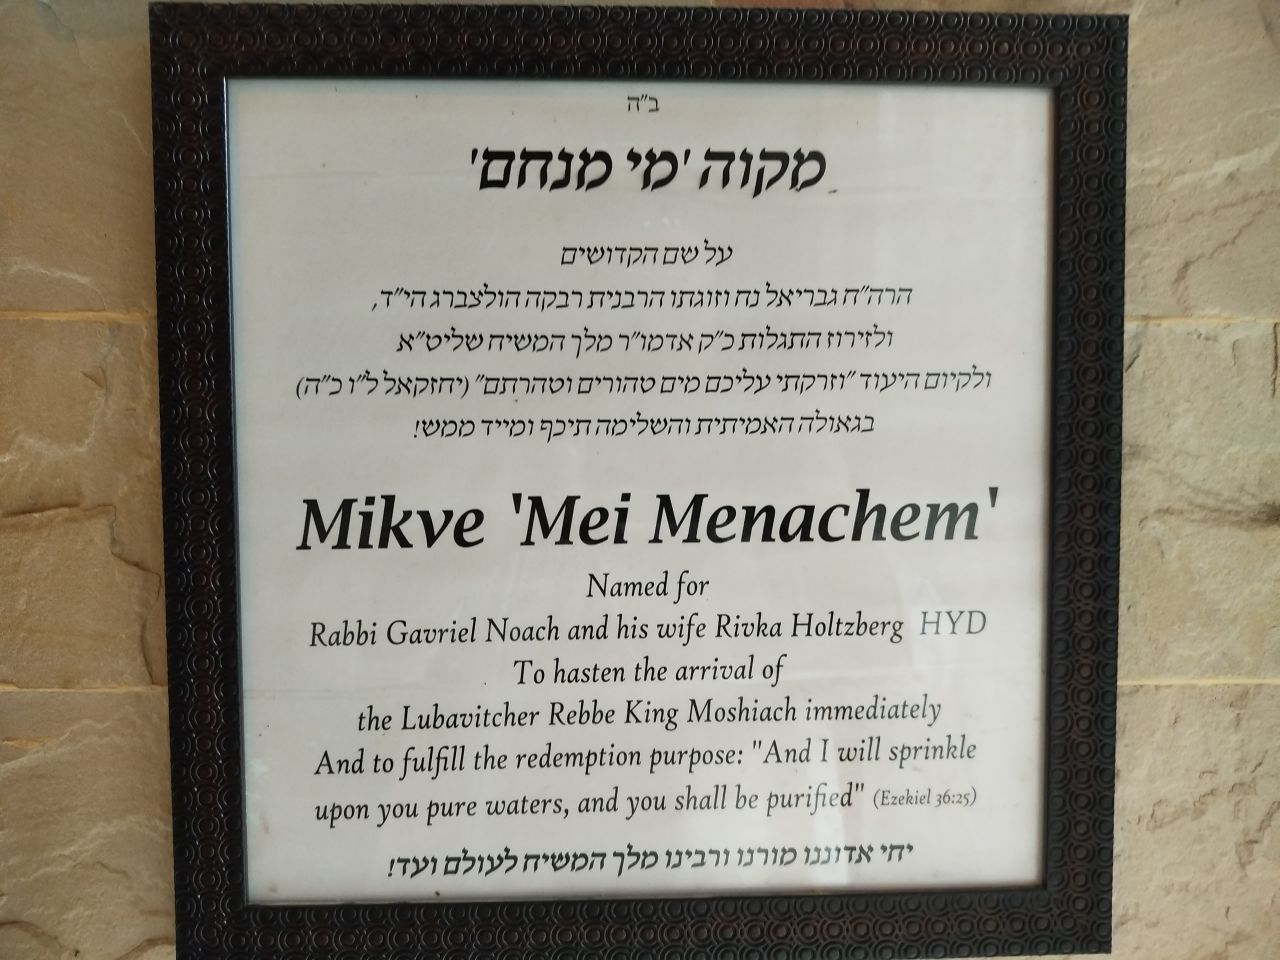 ב"ה
מקוה 'מי מנחם'
על שם הקדושים
הרה"ח גבריאל נח וזוגתו הרבנית רבקה הולצברג הי"ד,
ולזירוז התגלות כ"ק אדמו"ר מלך המשיח שליט"א
ולקיום היעוד "וזרקתי עליכם מים טהורים וטהרתם" (יחזקאל ל"ו כ"ה)
בגאולה האמיתית והשלימה תיכף ומייד ממש!
Mikve 'Mei Menachem'
Named for
Rabbi Gavriel Noach and his wife Rivka Holtzberg HYD
To hasten the arrival of
the Lubavitcher Rebbe King Moshiach immediately
And to fulfill the redemption purpose: "And I will sprinkle
upon you pure waters, and you shall be purified" (Ezekiel 36:25)
יחי אדוננו מורנו ורבינו מלך המשיח לעולם ועד!